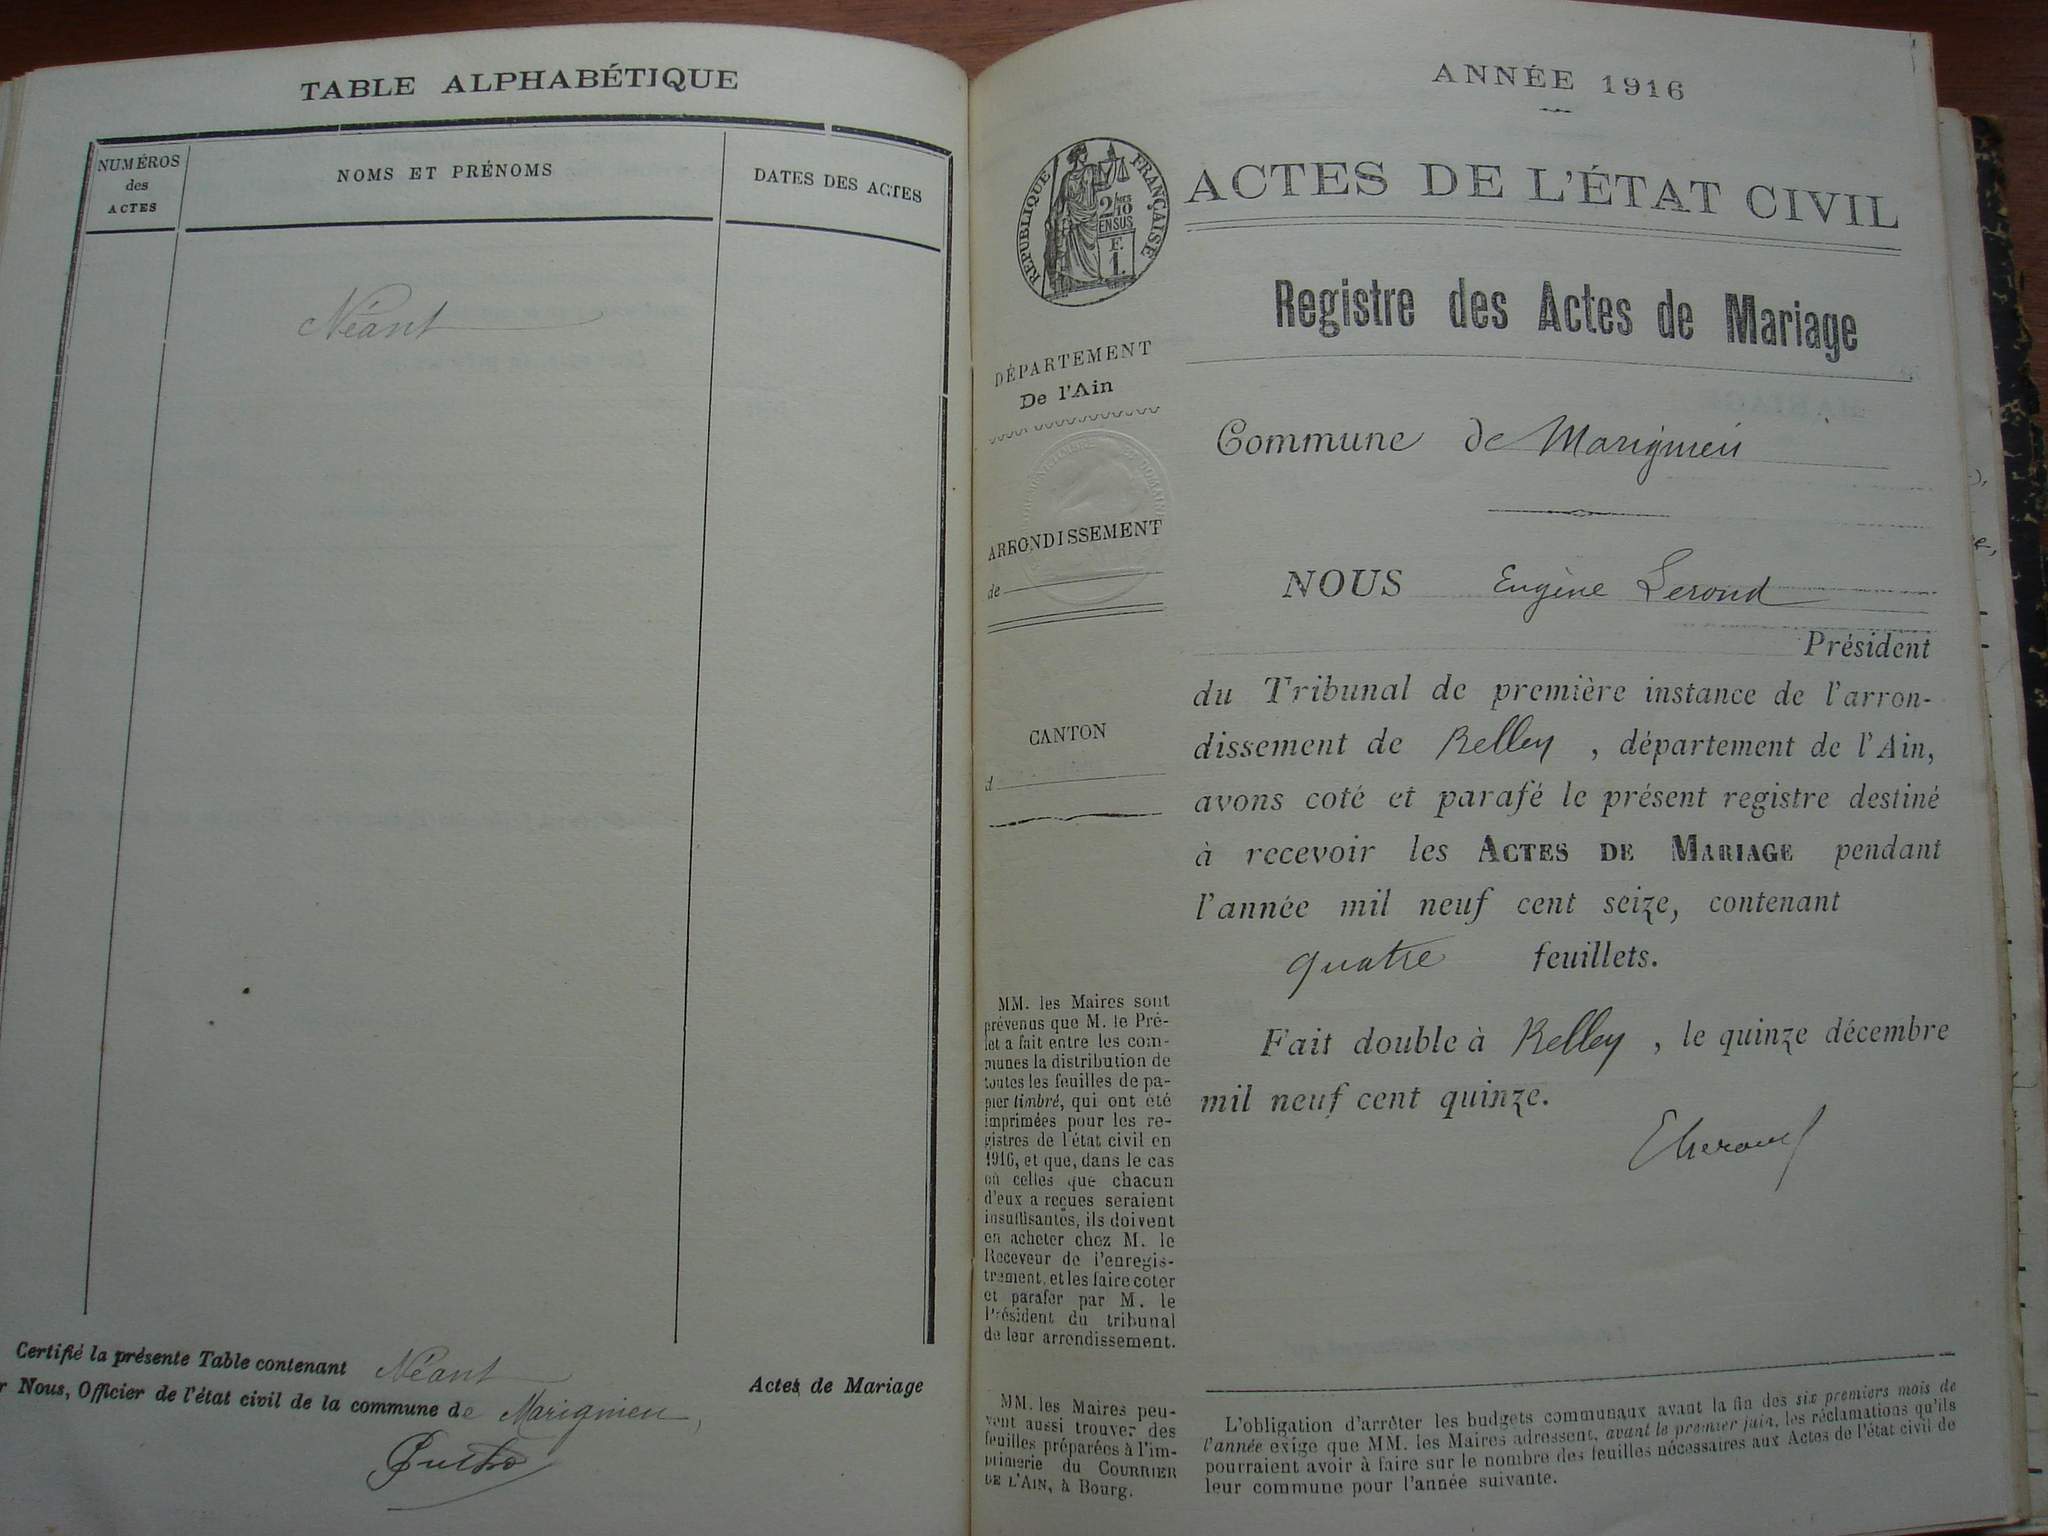 TABLE ALPHABÉTIQUE
NUMÉROS
des
ACTES
NOMS ET PRÉNOMS
DATES DES ACTES
Néant
Certifié la présente Table contenant Néant Actes de Mariage
r Nous, Officier de l'état civil de la commune de Marignieu,
ANNÉE 1916
RÉPUBLIQUE FRANÇAISE
2/10
EN SUS
F.
1.
ACTES DE L'ÉTAT CIVIL
Registre des Actes de Mariage
DÉPARTEMENT
De l'Ain
ARRONDISSEMENT
de
CANTON
d
MM. les Maires sont
prévenus que M. le Pré-
fet a fait entre les com-
munes la distribution de
toutes les feuilles de pa-
pier timbré, qui ont été
imprimées pour les re-
gistres de l'état civil en
1916, et que, dans le cas
où celles que chacun
d'eux a reçues seraient
insuffisantes, ils doivent
en acheter chez M. le
Receveur de l'enregis-
trement, et les faire coter
et parafer par M. le
Président du tribunal
de leur arrondissement.
MM. les Maires peu-
vent aussi trouver des
feuilles préparées à l'im-
primerie du COURRIER
DE L'AIN, à Bourg.
Commune de Marignieu
NOUS Eugène Lerond
Président
du Tribunal de première instance de l'arron-
dissement de Belley, département de l'Ain,
avons coté et parafé le présent registre destiné
à recevoir les ACTES DE MARIAGE pendant
l'année mil neuf cent seize, contenant
quatre feuillets.
Fait double à Belley, le quinze décembre
mil neuf cent quinze.
L'obligation d'arrêter les budgets communaux avant la fin des six premiers mois de
l'année exige que MM. les Maires adressent, avant le premier juin, les réclamations qu'ils
pourraient avoir à faire sur le nombre des feuilles nécessaires aux Actes de l'état civil de
leur commune pour l'année suivante.